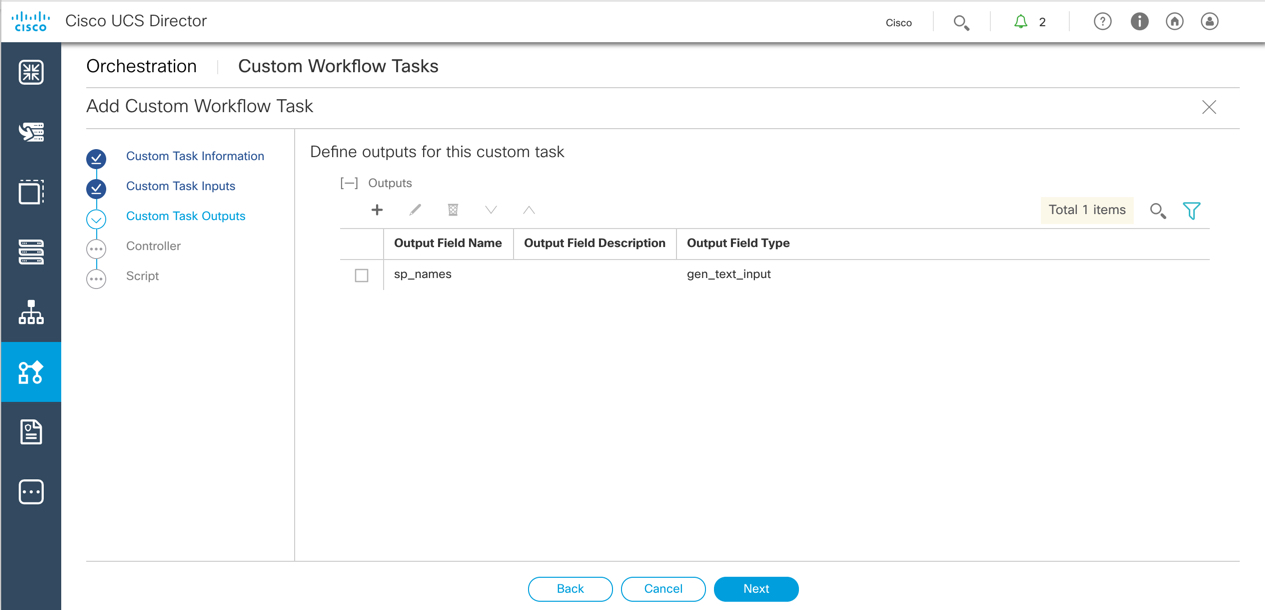 CISCO Cisco UCS Director Cisco 2
Orchestration Custom Workflow Tasks
Add Custom Workflow Task
Custom Task Information
Custom Task Inputs
Custom Task Outputs
Controller
Script
Define outputs for this custom task
[—] Outputs
Total 1 items
Output Field Name Output Field Description Output Field Type
sp_names gen_text_input
Back Cancel Next